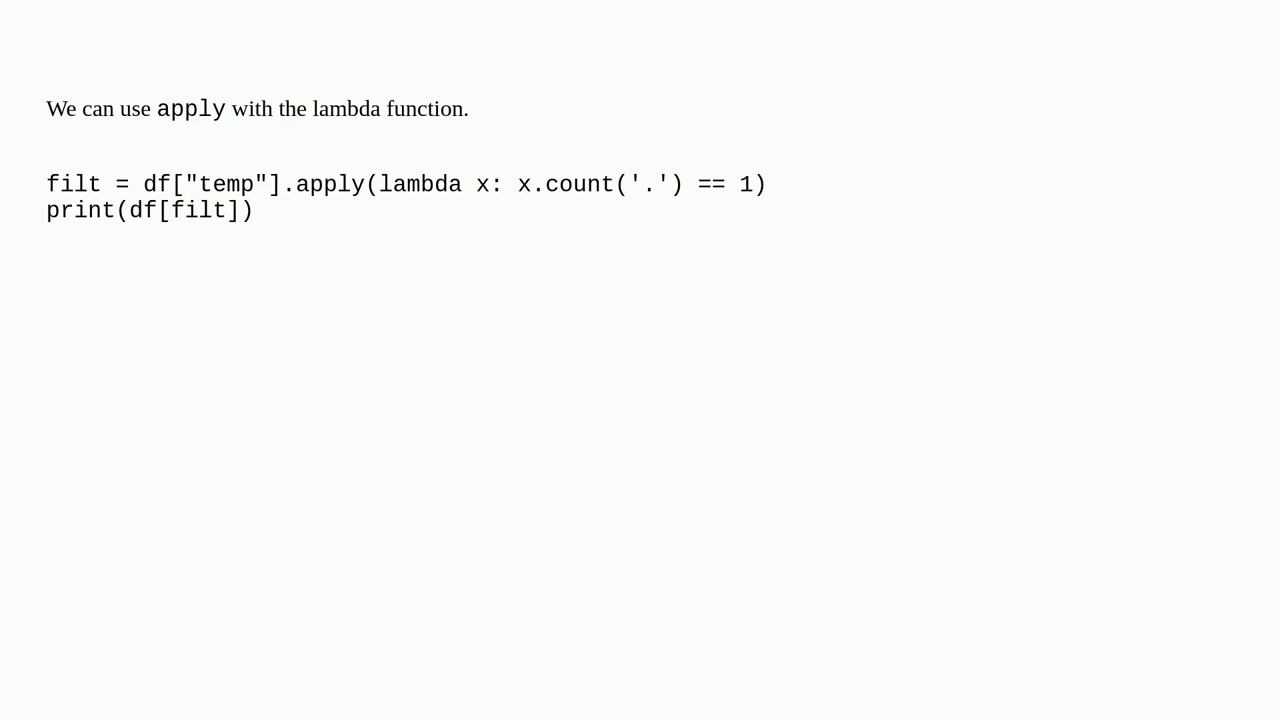 We can use apply with the lambda function.
filt = df["temp"].apply(lambda x: x.count('.') == 1)
print(df[filt])